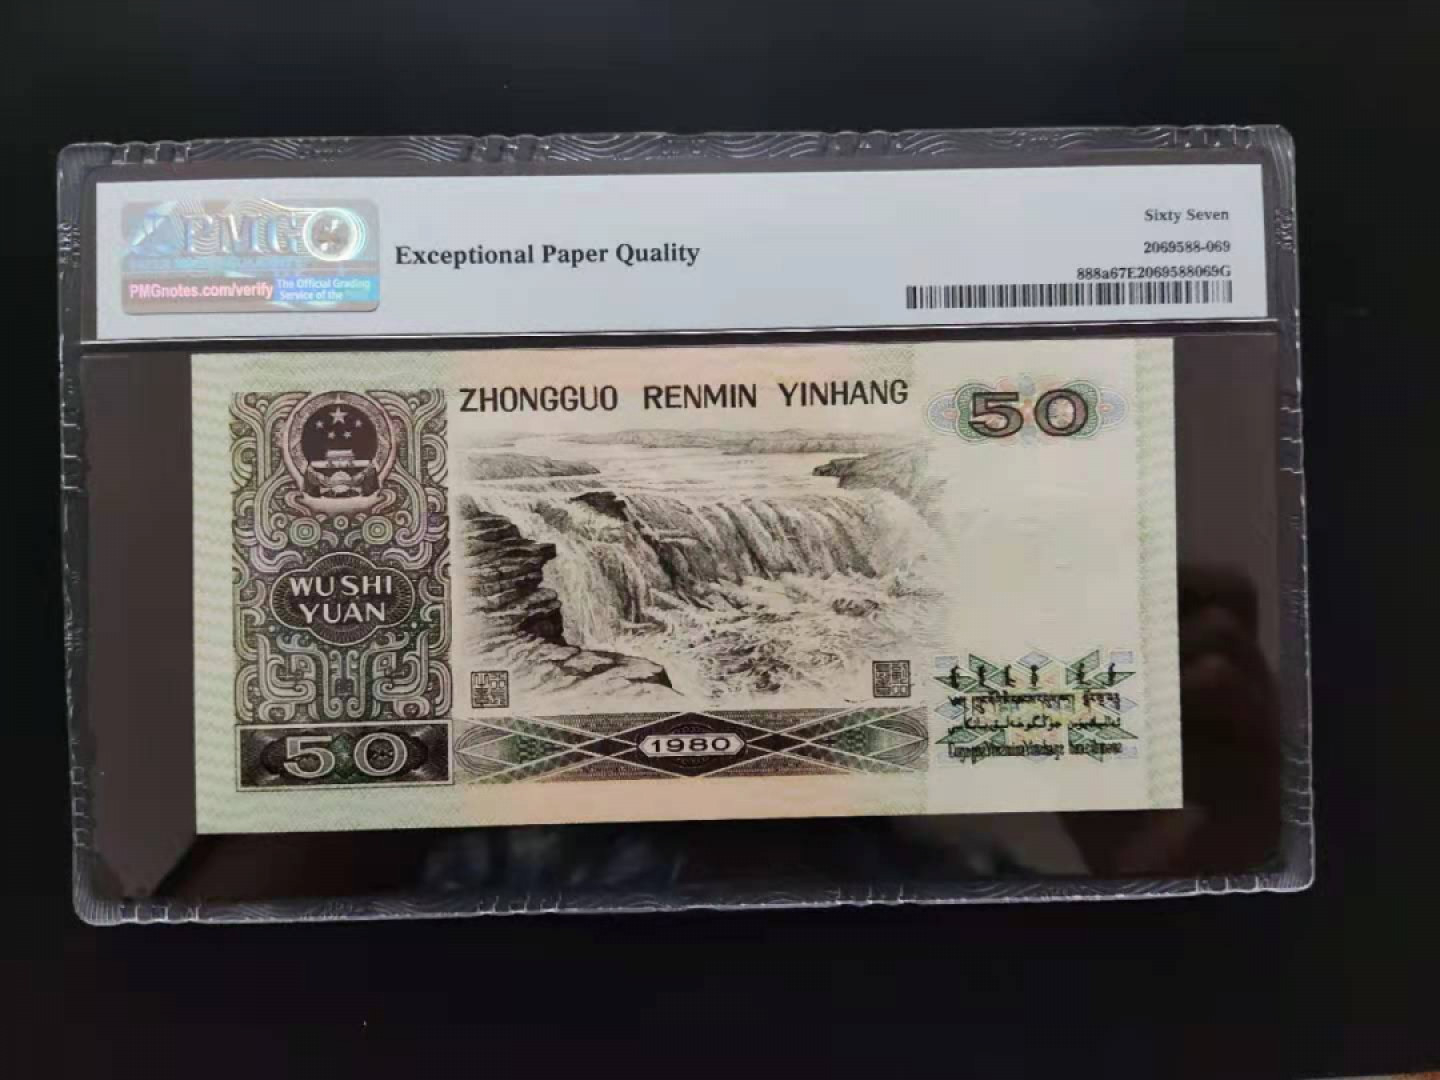 PMG
PMGnotes.com/verify
The Official Grading
Service of the
Exceptional Paper Quality
Sixty Seven
2069588-069
888a67E2069588069G
ZHONGGUO RENMIN YINHANG
50
WU SHI
YUAN
50
1980